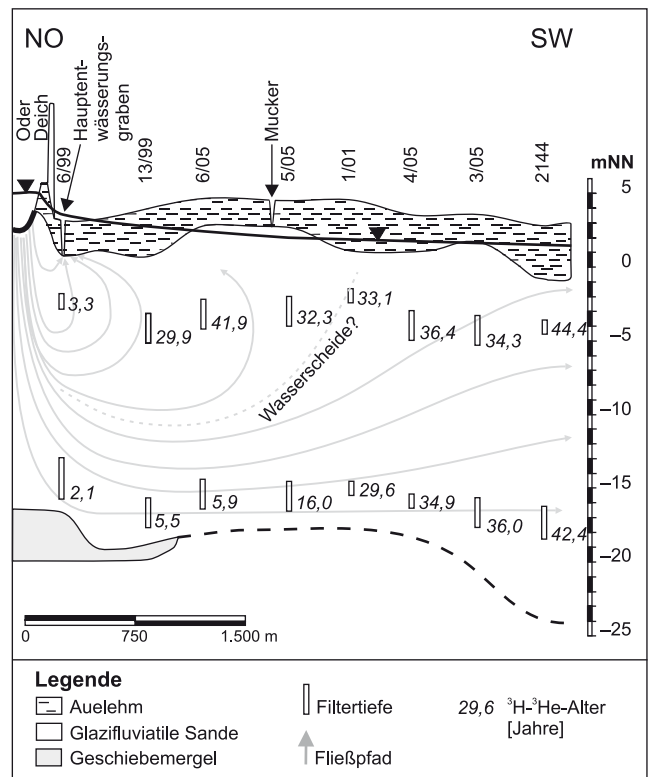 NO
SW
Oder
Deich
6/99
Hauptent-
wässerungs-
graben
13/99
6/05
Mucker
5/05
1/01
4/05
3/05
2144
mNN
5
0
–5
–10
–15
–20
–25
3,3
29,9
41,9
32,3
33,1
36,4
34,3
44,4
Wasserscheide?
2,1
5,5
5,9
16,0
29,6
34,9
36,0
42,4
0 750 1.500 m
Legende
Auelehm
Glazifluviatile Sande
Geschiebemergel
Filtertiefe
Fließpfad
29,6 ³H-³He-Alter
[Jahre]